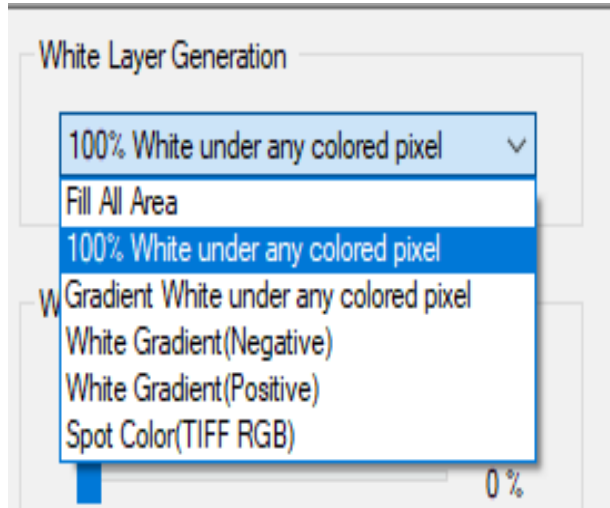 White Layer Generation
100% White under any colored pixel
Fill All Area
100% White under any colored pixel
Gradient White under any colored pixel
White Gradient(Negative)
White Gradient(Positive)
Spot Color(TIFF RGB)
0 %